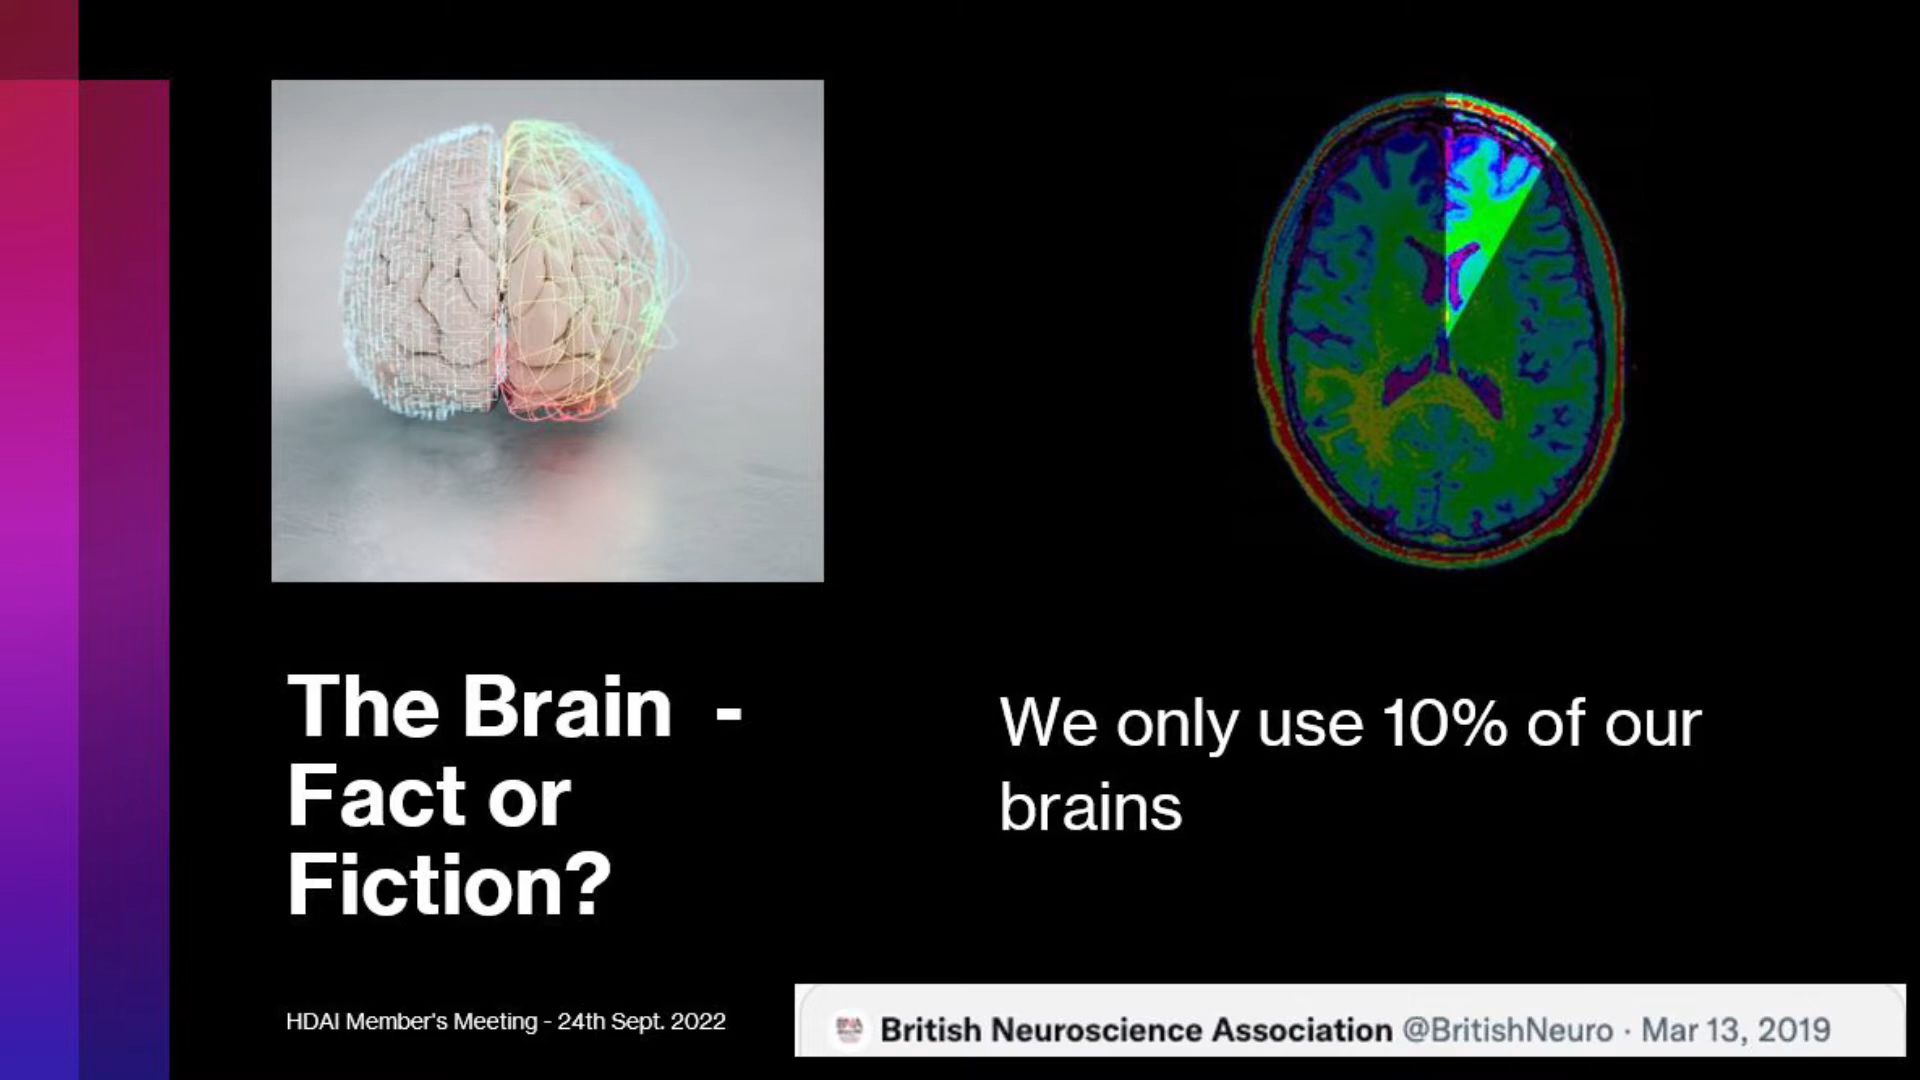 The Brain -
Fact or
Fiction?
We only use 10% of our
brains
HDAI Member's Meeting - 24th Sept. 2022
British Neuroscience Association @BritishNeuro · Mar 13, 2019